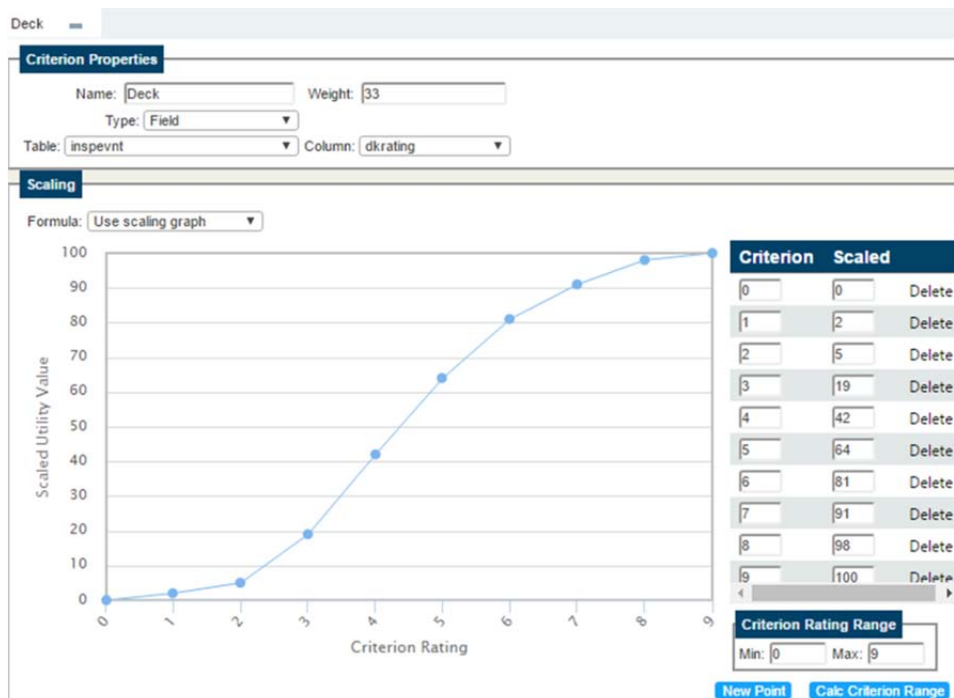 Deck
Criterion Properties
Name: Deck Weight: 33
Type: Field
Table: inspevnt Column: dkrating
Scaling
Formula: Use scaling graph
100
90
80
70
60
50
40
30
20
10
0
Scaled Utility Value
0 1 2 3 4 5 6 7 8 9
Criterion Rating
Criterion Scaled
0 0 Delete
1 2 Delete
2 5 Delete
3 19 Delete
4 42 Delete
5 64 Delete
6 81 Delete
7 91 Delete
8 98 Delete
9 100 Delete
Criterion Rating Range
Min: 0 Max: 9
New Point Calc Criterion Range